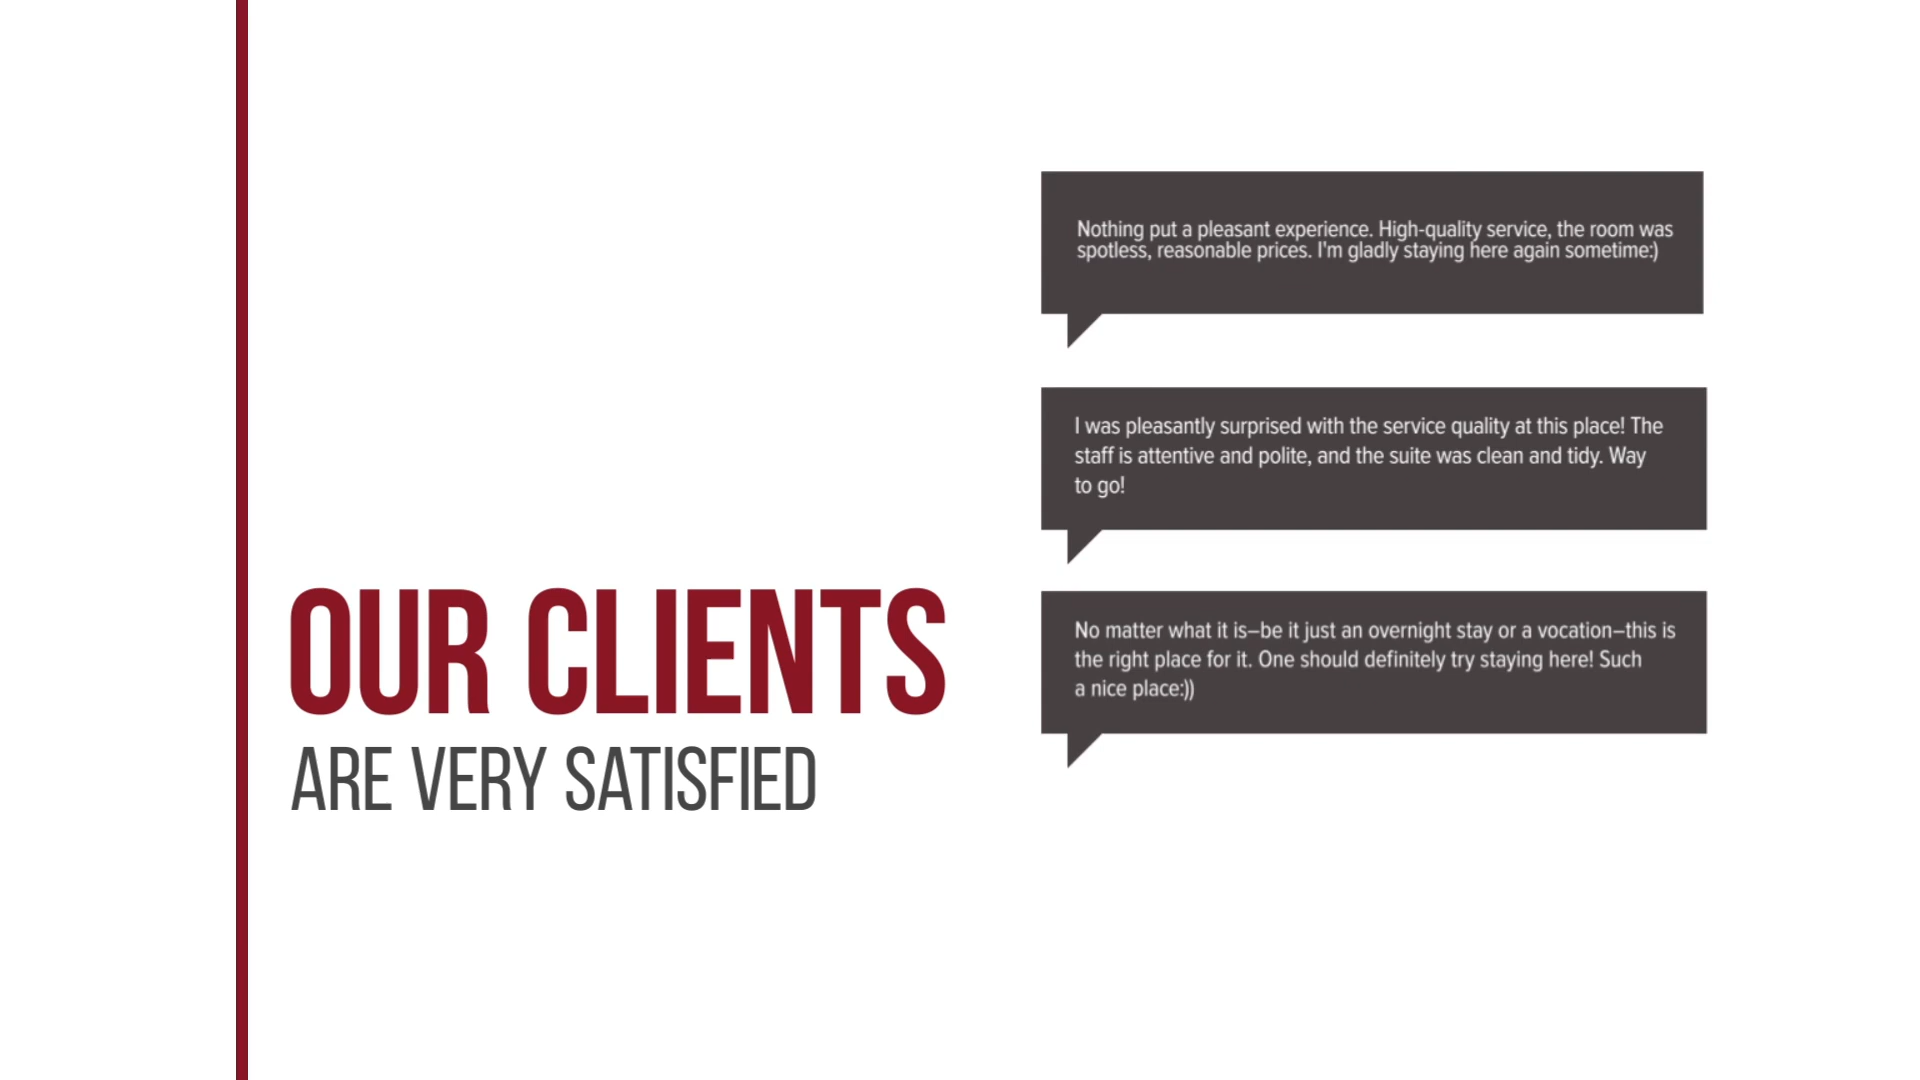 OUR CLIENTS
ARE VERY SATISFIED
Nothing put a pleasant experience. High-quality service, the room was
spotless, reasonable prices. I'm gladly staying here again sometime:)
I was pleasantly surprised with the service quality at this place! The
staff is attentive and polite, and the suite was clean and tidy. Way
to go!
No matter what it is–be it just an overnight stay or a vocation–this is
the right place for it. One should definitely try staying here! Such
a nice place:))